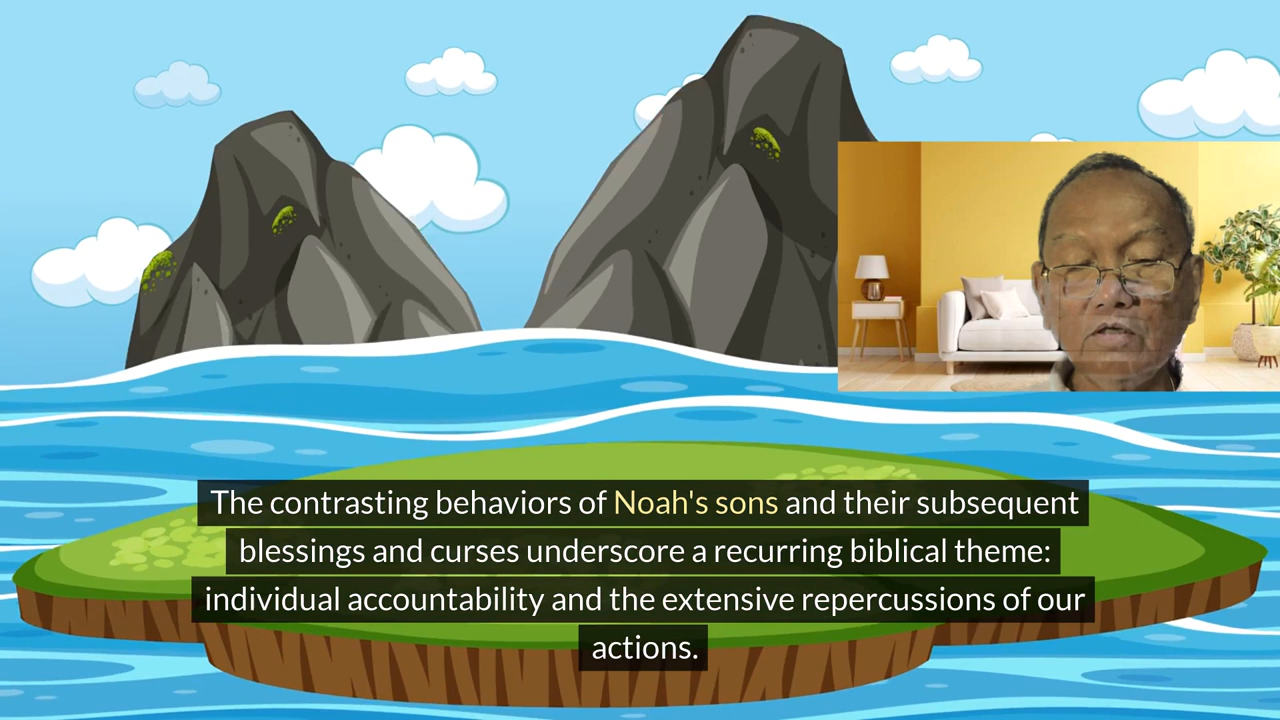 The contrasting behaviors of Noah's sons and their subsequent
blessings and curses underscore a recurring biblical theme:
individual accountability and the extensive repercussions of our
actions.